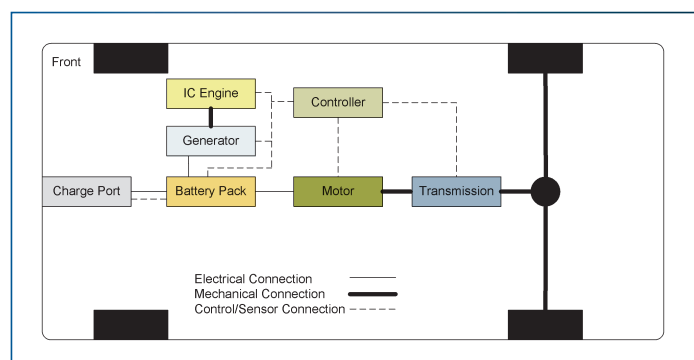 Front
IC Engine
Controller
Generator
Charge Port
Battery Pack
Motor
Transmission
Electrical Connection
Mechanical Connection
Control/Sensor Connection